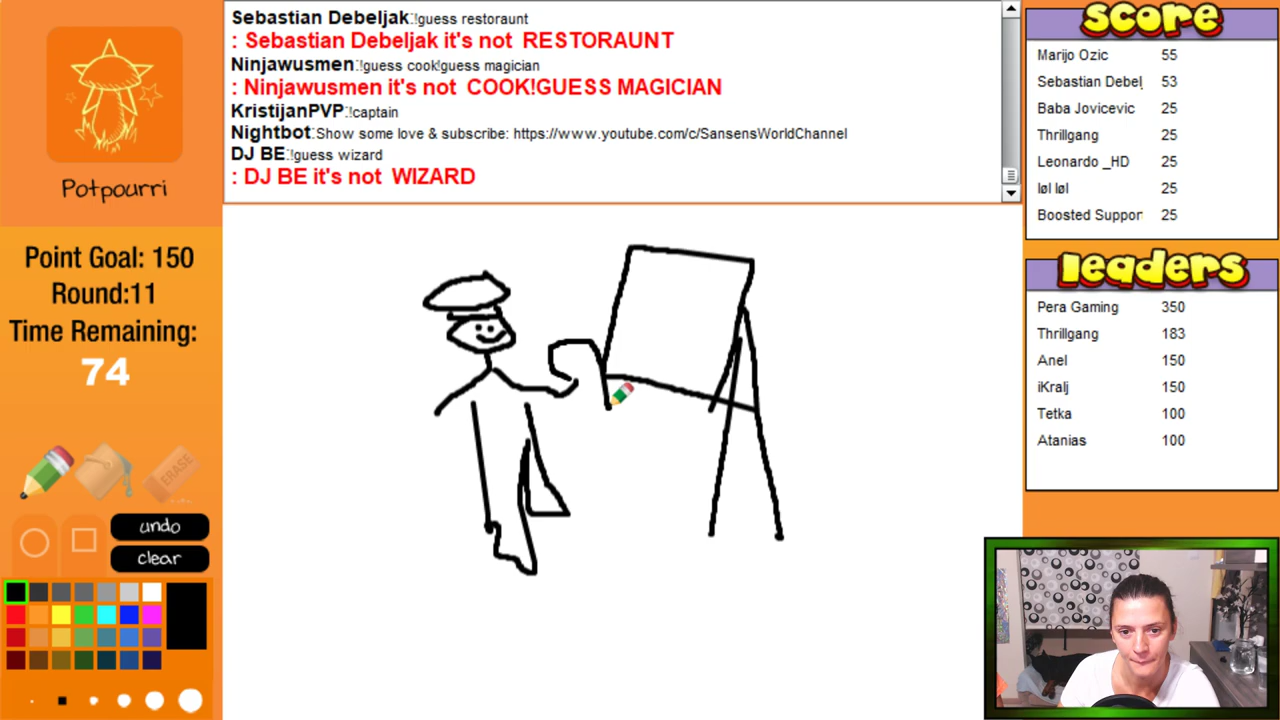 Sebastian Debeljak:!guess restoraunt
: Sebastian Debeljak it's not RESTORAUNT
Ninjawusmen:!guess cook!guess magician
: Ninjawusmen it's not COOK!GUESS MAGICIAN
KristijanPVP:!captain
Nightbot:Show some love & subscribe: https://www.youtube.com/c/SansensWorldChannel
DJ BE:!guess wizard
: DJ BE it's not WIZARD
Potpourri
Point Goal: 150
Round:11
Time Remaining:
74
ERASE
undo
clear
score
Marijo Ozic 55
Sebastian Debelj 53
Baba Jovicevic 25
Thrillgang 25
Leonardo _HD 25
løl løl 25
Boosted Suppor 25
leaders
Pera Gaming 350
Thrillgang 183
Anel 150
iKralj 150
Tetka 100
Atanias 100